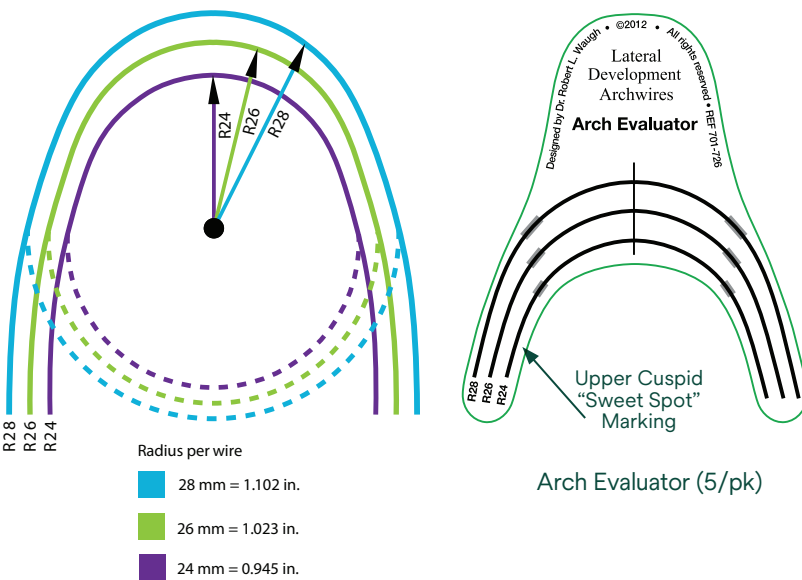 R24
R26
R28
R28
R26
R24
Radius per wire
28 mm = 1.102 in.
26 mm = 1.023 in.
24 mm = 0.945 in.
Designed by Dr. Robert L. Waugh • ©2012 • All rights reserved • REF 701-726
Lateral
Development
Archwires
Arch Evaluator
R28
R26
R24
Upper Cuspid
“Sweet Spot”
Marking
Arch Evaluator (5/pk)